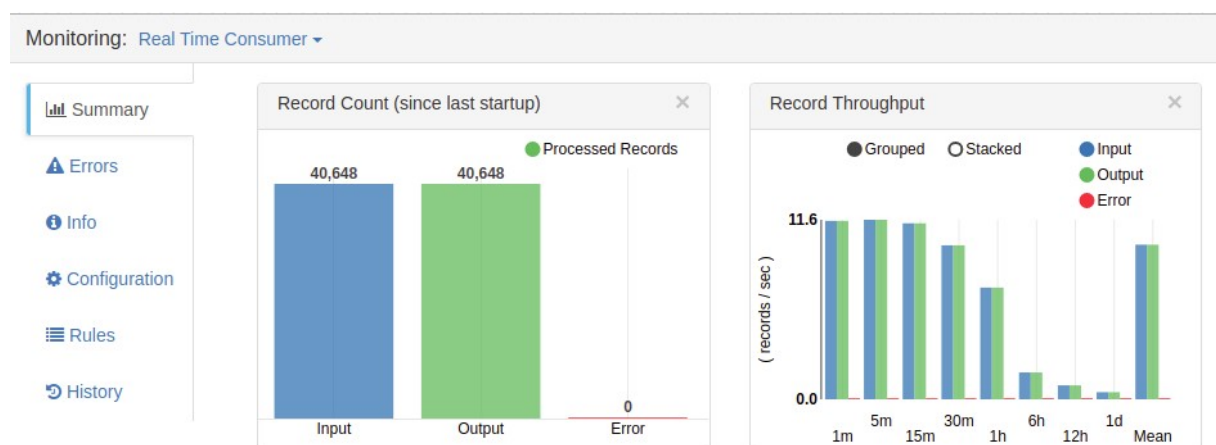 Monitoring: Real Time Consumer
Summary
Errors
Info
Configuration
Rules
History
Record Count (since last startup) ×
Processed Records
40,648 40,648 0
Input Output Error
Record Throughput ×
Grouped Stacked Input
Output
Error
11.6
( records / sec )
0.0
5m 30m 6h 1d
1m 15m 1h 12h Mean